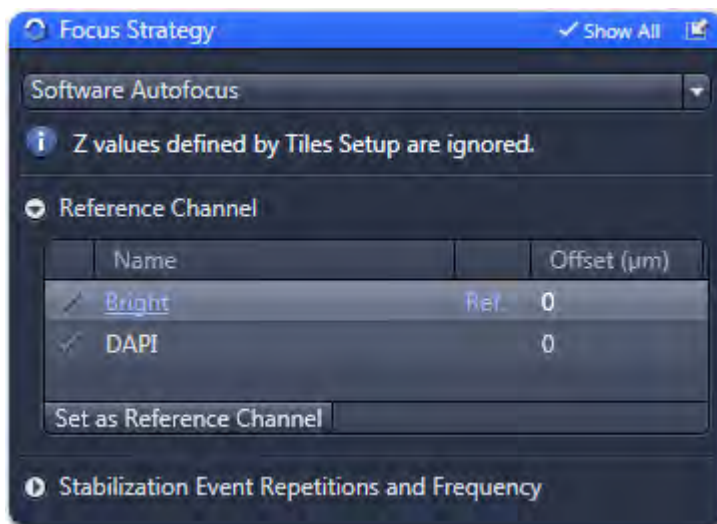 Focus Strategy Show All
Software Autofocus
Z values defined by Tiles Setup are ignored.
Reference Channel
Name Offset (µm)
Bright Ref. 0
DAPI 0
Set as Reference Channel
Stabilization Event Repetitions and Frequency